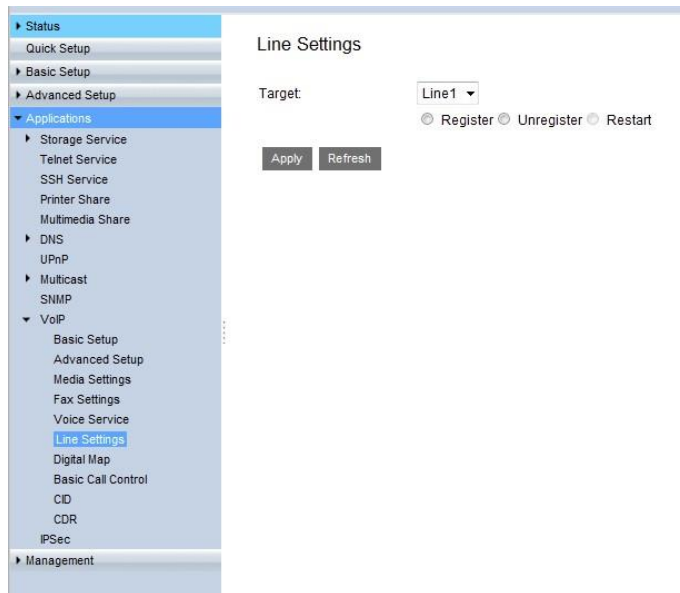 Status
Quick Setup
Basic Setup
Advanced Setup
Applications
Storage Service
Telnet Service
SSH Service
Printer Share
Multimedia Share
DNS
UPnP
Multicast
SNMP
VoIP
Basic Setup
Advanced Setup
Media Settings
Fax Settings
Voice Service
Line Settings
Digital Map
Basic Call Control
CID
CDR
IPSec
Management
Line Settings
Target: Line1
Register Unregister Restart
Apply Refresh